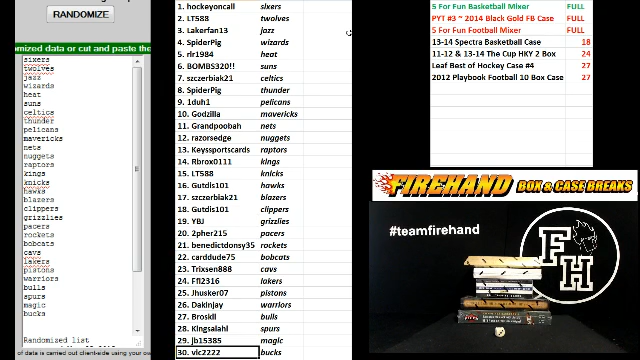 RANDOMIZE
omized data or cut and paste the
sixers
twolves
jazz
wizards
heat
suns
celtics
thunder
pelicans
mavericks
nets
nuggets
raptors
kings
knicks
hawks
blazers
clippers
grizzlies
pacers
rockets
bobcats
cavs
lakers
pistons
warriors
bulls
spurs
magic
bucks
Randomized list
of data is carried out client-side using your own
1. hockeyoncall sixers
2. LT588 twolves
3. Lakerfan13 jazz
4. SpiderPig wizards
5. rlr1984 heat
6. BOMBS320!! suns
7. szczerbiak21 celtics
8. SpiderPig thunder
9. 1duh1 pelicans
10. Godzilla mavericks
11. Grandpoobah nets
12. razorsedge nuggets
13. Keyssportscards raptors
14. Rbrox0111 kings
15. LT588 knicks
16. Gutdis101 hawks
17. szczerbiak21 blazers
18. Gutdis101 clippers
19. YBJ grizzlies
20. 2pher215 pacers
21. benedictdonsy35 rockets
22. carddude75 bobcats
23. Trixsen888 cavs
24. Ffl2316 lakers
25. Jhusker07 pistons
26. Dakinjay warriors
27. Broskii bulls
28. Kingsalahl spurs
29. jb15385 magic
30. vic2222 bucks
5 For Fun Basketball Mixer FULL
PYT #3 ~ 2014 Black Gold FB Case FULL
5 For Fun Football Mixer FULL
13-14 Spectra Basketball Case 18
11-12 & 13-14 The Cup HKY 2 Box 24
Leaf Best of Hockey Case #4 27
2012 Playbook Football 10 Box Case 27
FIREHAND BOX & CASE BREAKS
#teamfirehand
F H